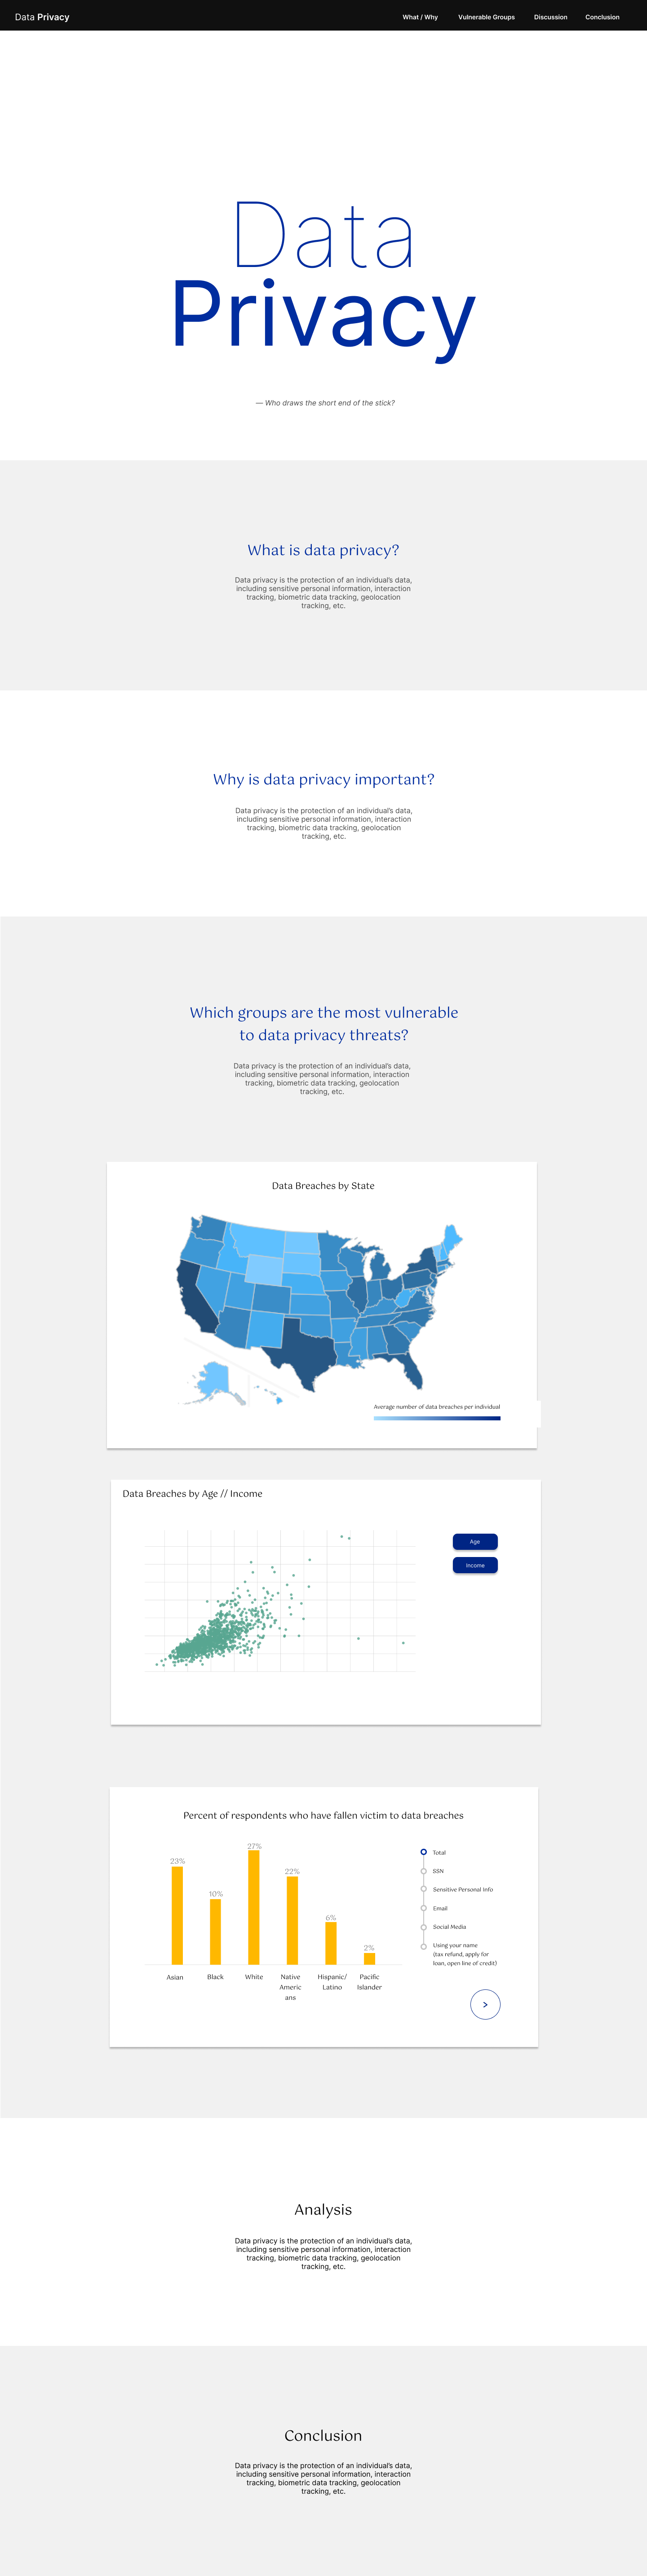 Data Privacy
What / Why
Vulnerable Groups
Discussion
Conclusion
Data
Privacy
— Who draws the short end of the stick?
What is data privacy?
Data privacy is the protection of an individual's data,
including sensitive personal information, interaction
tracking, biometric data tracking, geolocation
tracking, etc.
Why is data privacy important?
Data privacy is the protection of an individual's data,
including sensitive personal information, interaction
tracking, biometric data tracking, geolocation
tracking, etc.
Which groups are the most vulnerable
to data privacy threats?
Data privacy is the protection of an individual's data,
including sensitive personal information, interaction
tracking, biometric data tracking, geolocation
tracking, etc.
Data Breaches by State
Average number of data breaches per individual
Data Breaches by Age // Income
Age
Income
Percent of respondents who have fallen victim to data breaches
23%
10%
27%
22%
6%
2%
Asian
Black
White
Native
Americ
ans
Hispanic/
Latino
Pacific
Islander
Total
SSN
Sensitive Personal Info
Email
Social Media
Using your name
(tax refund, apply for
loan, open line of credit)
>
Analysis
Data privacy is the protection of an individual's data,
including sensitive personal information, interaction
tracking, biometric data tracking, geolocation
tracking, etc.
Conclusion
Data privacy is the protection of an individual's data,
including sensitive personal information, interaction
tracking, biometric data tracking, geolocation
tracking, etc.